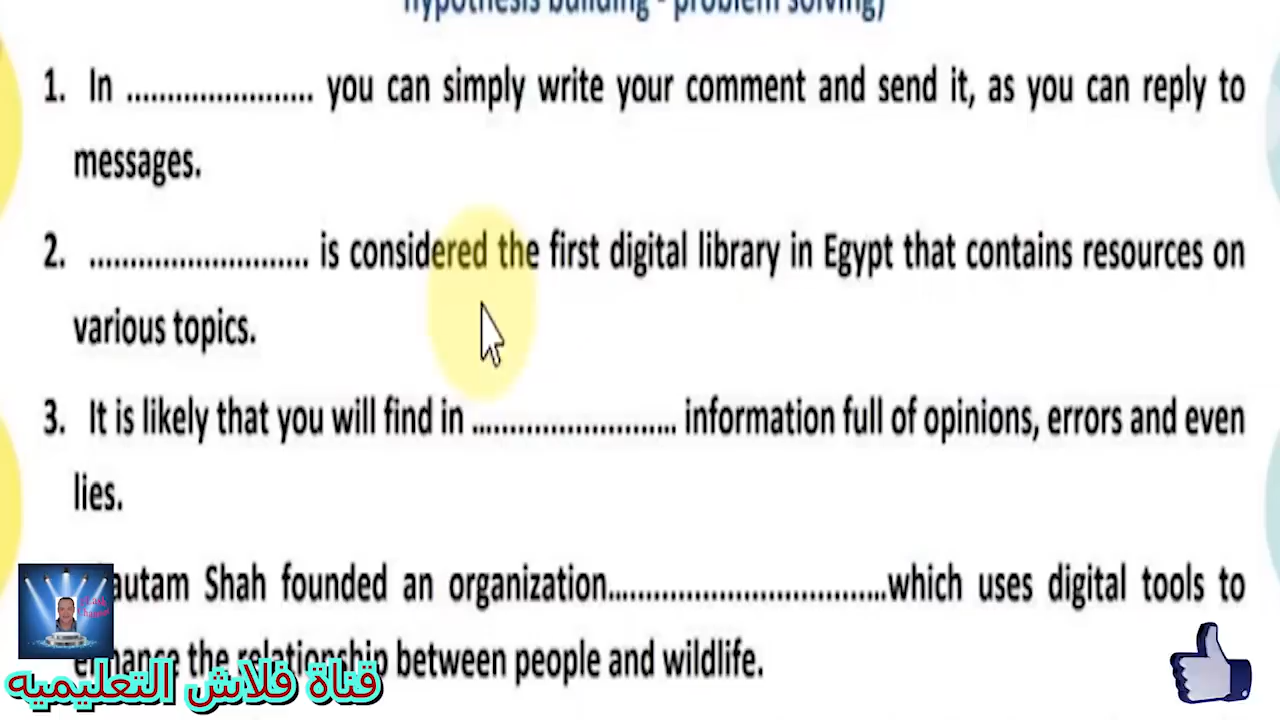 hypothesis building - problem solving)
1. In ....................... you can simply write your comment and send it, as you can reply to
messages.
2. ........................... is considered the first digital library in Egypt that contains resources on
various topics.
3. It is likely that you will find in .......................... information full of opinions, errors and even
lies.
Shah founded an organization...................................which uses digital tools to
the relationship between people and wildlife.
قناة فلاش التعليميه